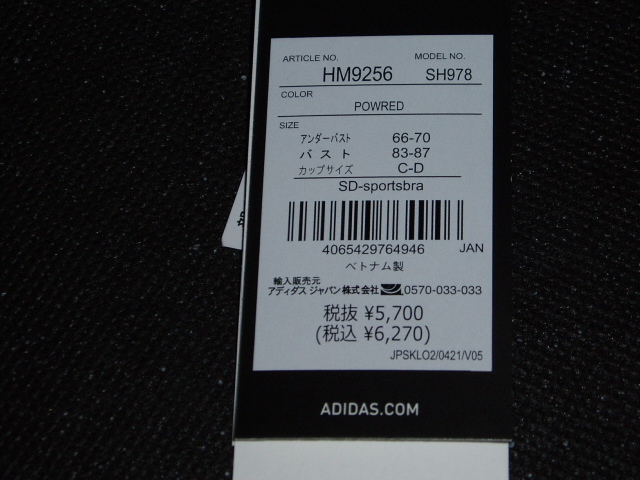 ARTICLE NO. MODEL NO.
HM9256 SH978
COLOR
POWRED
SIZE
アンダーバスト 66-70
バスト 83-87
カップサイズ C-D
SD-sportsbra
4065429764946 JAN
ベトナム製
輸入販売元
アディダス ジャパン株式会社 0570-033-033
税抜 ¥5,700
(税込 ¥6,270)
JPSKLO2/0421/V05
ADIDAS.COM